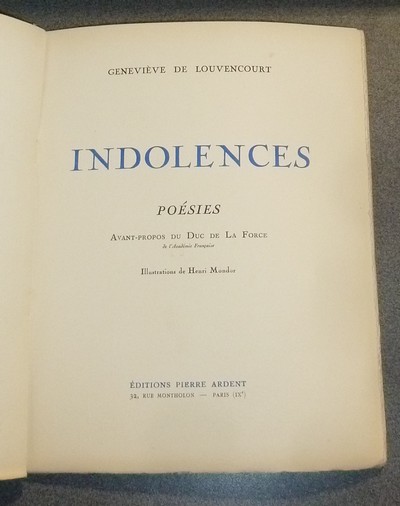 GENEVIÈVE DE LOUVENCOURT
INDOLENCES
POÉSIES
AVANT-PROPOS DU DUC DE LA FORCE
de l'Académie Française
Illustrations de Henri Mondor
ÉDITIONS PIERRE ARDENT
32, RUE MONTHOLON — PARIS (IXᵉ)